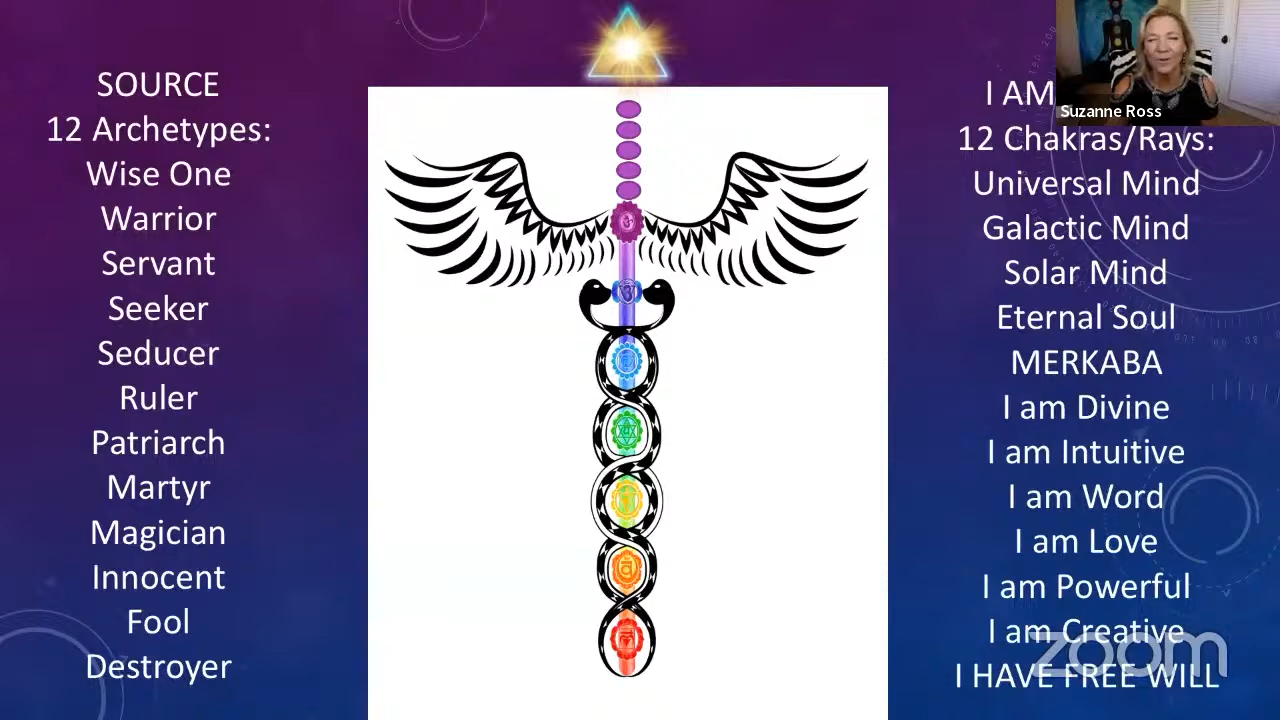 SOURCE
12 Archetypes:
Wise One
Warrior
Servant
Seeker
Seducer
Ruler
Patriarch
Martyr
Magician
Innocent
Fool
Destroyer
I AM
12 Chakras/Rays:
Universal Mind
Galactic Mind
Solar Mind
Eternal Soul
MERKABA
I am Divine
I am Intuitive
I am Word
I am Love
I am Powerful
I am Creative
I HAVE FREE WILL
Suzanne Ross
zoom